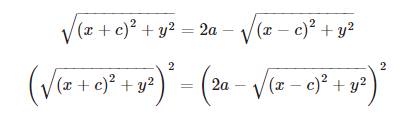 √((x + c)² + y²) = 2a − √((x − c)² + y²)
(√((x + c)² + y²))² = (2a − √((x − c)² + y²))²